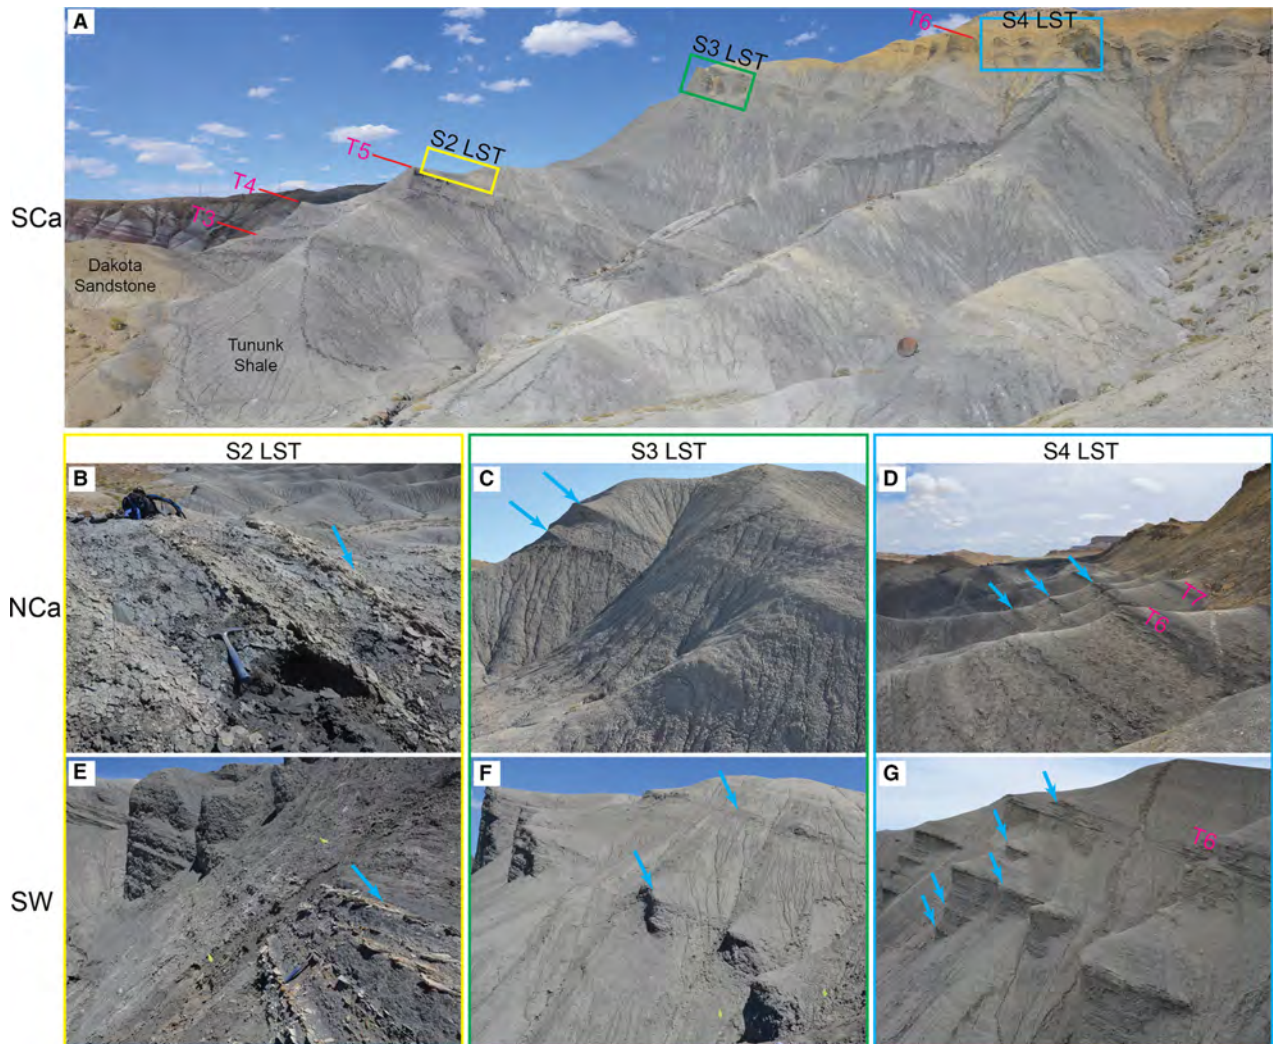 A
T6
S4 LST
S3 LST
S2 LST
T5
T4
T3
SCa
Dakota
Sandstone
Tununk
Shale
S2 LST
S3 LST
S4 LST
B
C
D
NCa
T7
T6
E
F
G
SW
T6